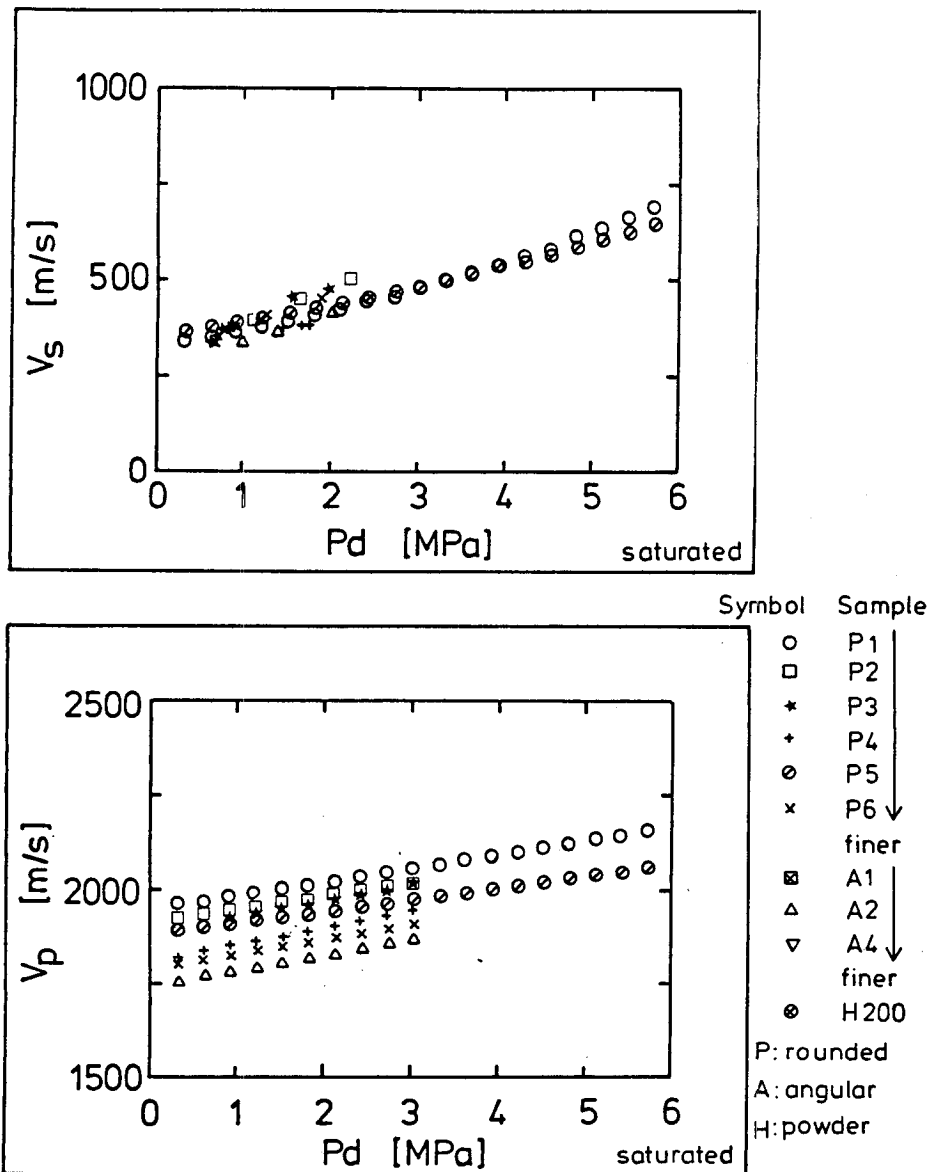 1000
500
0
Vs [m/s]
0 1 2 3 4 5 6
Pd [MPa]
saturated
Symbol Sample
P1
P2
P3
P4
P5
P6
finer
A1
A2
A4
finer
H200
P: rounded
A: angular
H: powder
2500
2000
1500
Vp [m/s]
0 1 2 3 4 5 6
Pd [MPa]
saturated